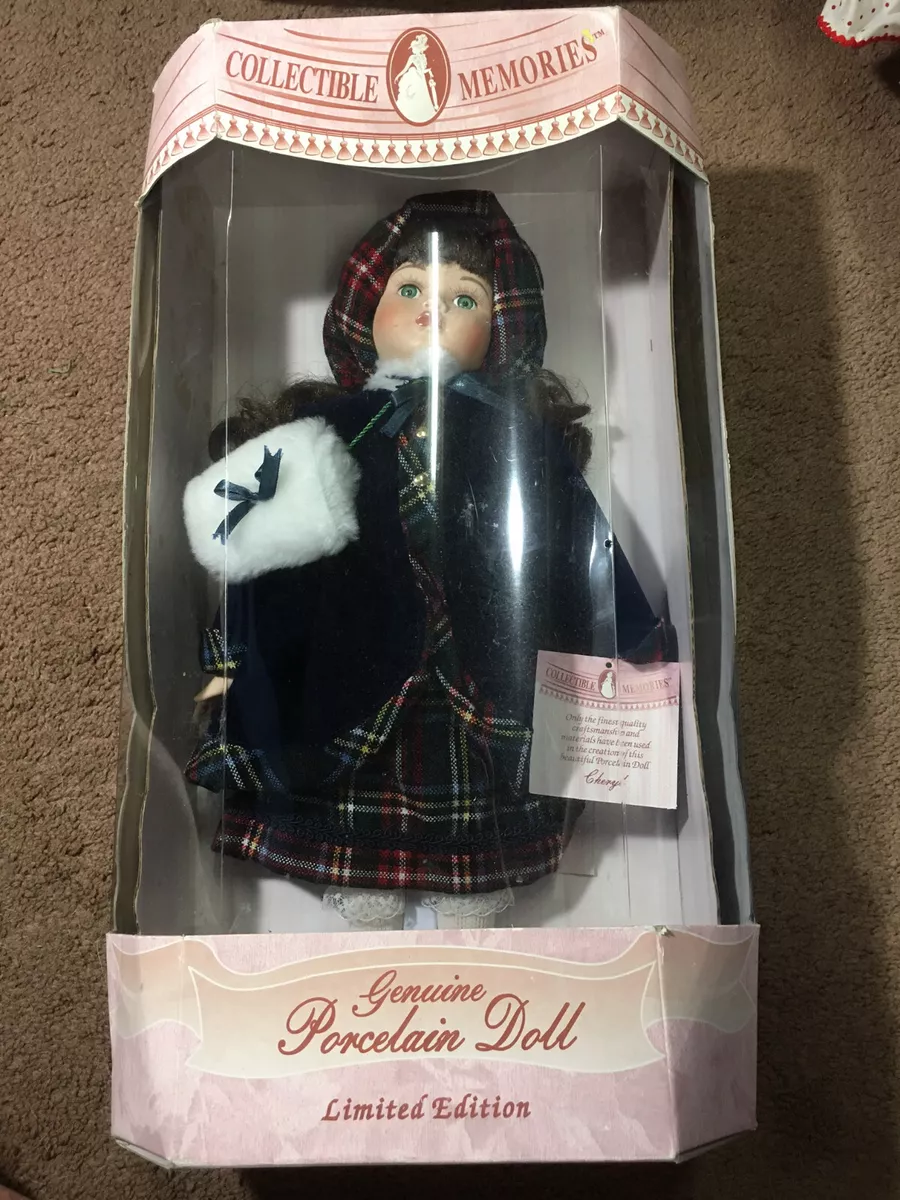 COLLECTIBLE MEMORIES™
COLLECTIBLE MEMORIES™
Only the finest quality
craftsmanship and
materials have been used
in the creation of this
beautiful Porcelain Doll
Cheryl
Genuine
Porcelain Doll
Limited Edition